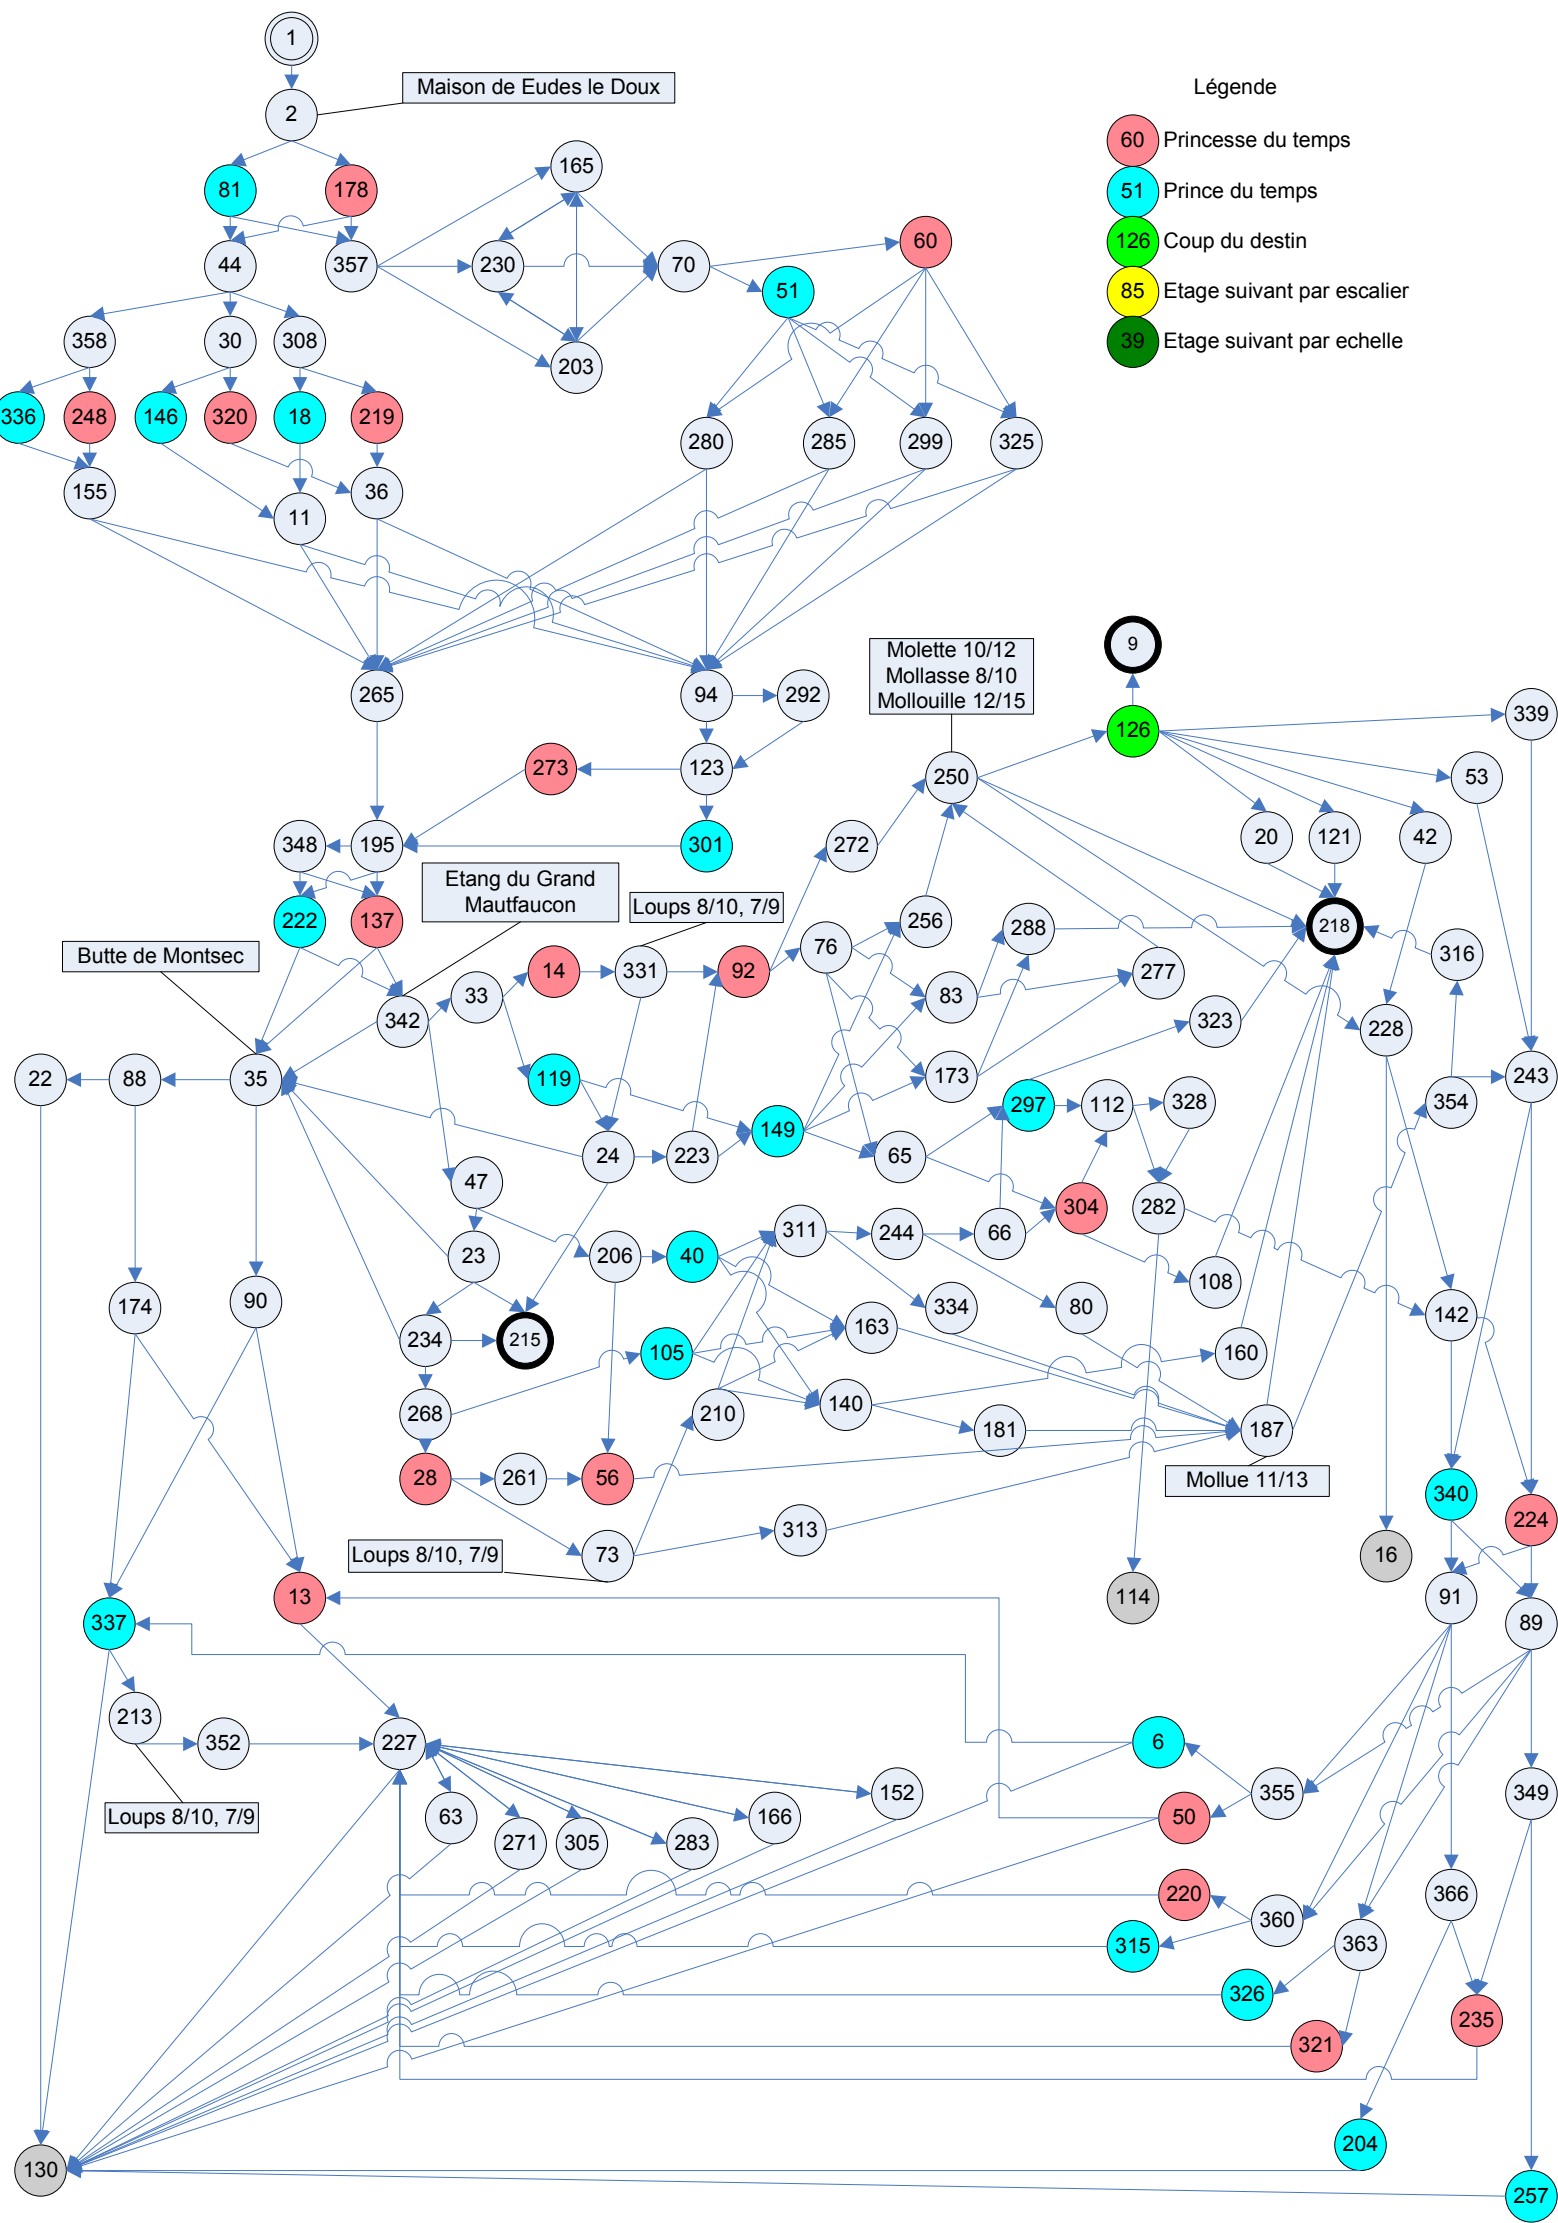 1
Maison de Eudes le Doux
Légende
2
60 Princesse du temps
165
81 178
51 Prince du temps
60
126 Coup du destin
44 357 230 70
51
85 Etage suivant par escalier
358 30 308
39 Etage suivant par echelle
203
336 248 146 320 18 219
280 285 299 325
155 36
11
Molette 10/12
Mollasse 8/10
Mollouille 12/15
9
265 94 292
339
126
273 123
250 53
348 195 301 272
20 121 42
Etang du Grand
Mautfaucon
Loups 8/10, 7/9
222 137
256 288 218
Butte de Montsec
76
316
14 331 92
277
33 83
342
323 228
22 88 35
119 173 243
297 112 328 354
149
24 223 65
47
304 282
311 244 66
23 206 40
108
174 90
334 80
163 142
234 215
105 160
268 210 140
181 187
28 261 56
Mollue 11/13
340
313
224
Loups 8/10, 7/9
73
16
13 114 91
337 89
213
352 227 6
152 355 349
63 166 50
Loups 8/10, 7/9
271 305 283
220 366
360
315 363
326
235
321
204
130
257